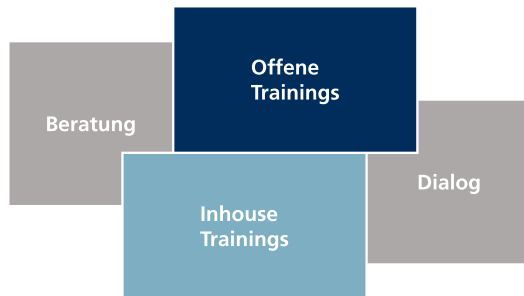 Offene
Trainings
Beratung
Dialog
Inhouse
Trainings